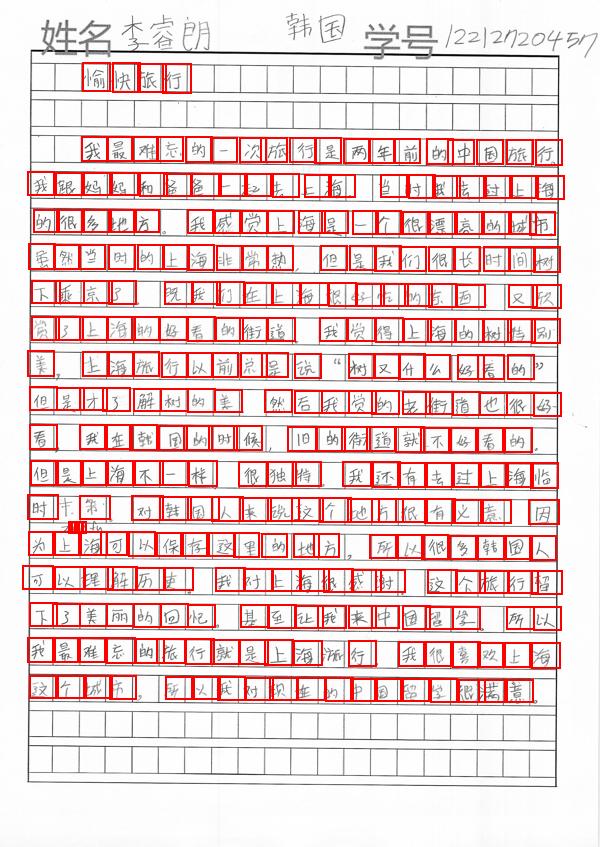 姓名 李睿朗 韩国 学号 12212720457
愉快旅行
我最难忘的一次旅行是两年前的中国旅行。
我跟妈妈和爸爸一起去上海。当时我去过上海
的很多地方。我感觉上海是一个很漂亮的城市
虽然当时的上海非常热，但是我们很长时间树
下乘凉了。既我们在上海很好吃的东西，又欣
赏了上海的好看的街道。我觉得上海的树特别
美，上海旅行以前总是说“树又什么好看的”
但是才了解树的美。然后我觉的老街道也很好
看，我在韩国的时候，旧的街道就不好看的。
但是上海不一样，很独特。我还有去过上海临
时，对韩国人来说这个地方很有必意，因
为上海可以保存这里的地方，所以很多韩国人
可以理解历史。我对上海很感谢，这个旅行留
下了美丽的回忆。甚至让我来中国留学，所以
我最难忘的旅行就是上海旅行，我很喜欢上海
这个城市，所以我对现在的中国留学很满意。